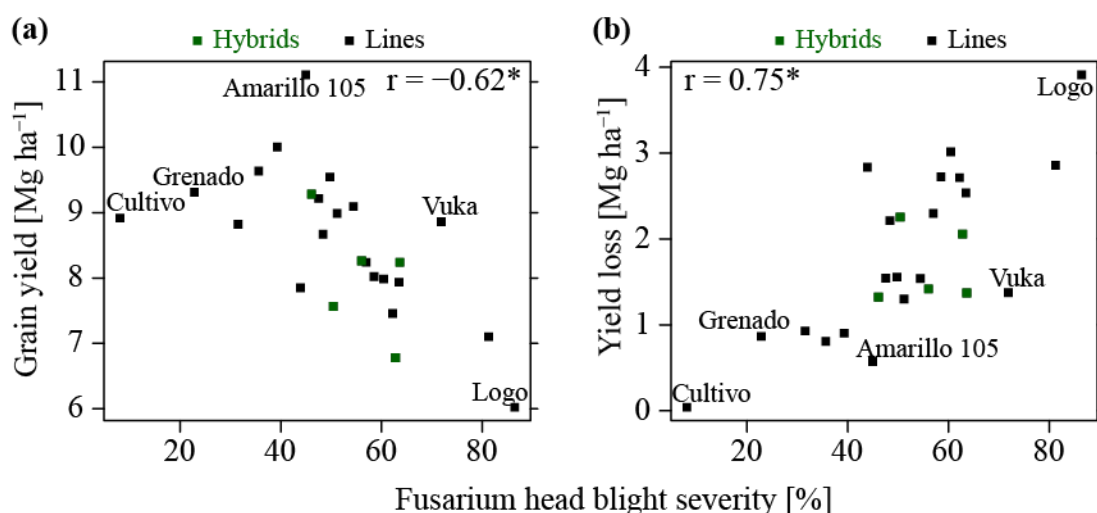 (a)
Hybrids Lines
r = −0.62*
Amarillo 105
Grenado
Cultivo
Vuka
Logo
Grain yield [Mg ha⁻¹]
11
10
9
8
7
6
20 40 60 80
(b)
Hybrids Lines
r = 0.75*
Logo
Vuka
Grenado
Amarillo 105
Cultivo
Yield loss [Mg ha⁻¹]
4
3
2
1
0
20 40 60 80
Fusarium head blight severity [%]